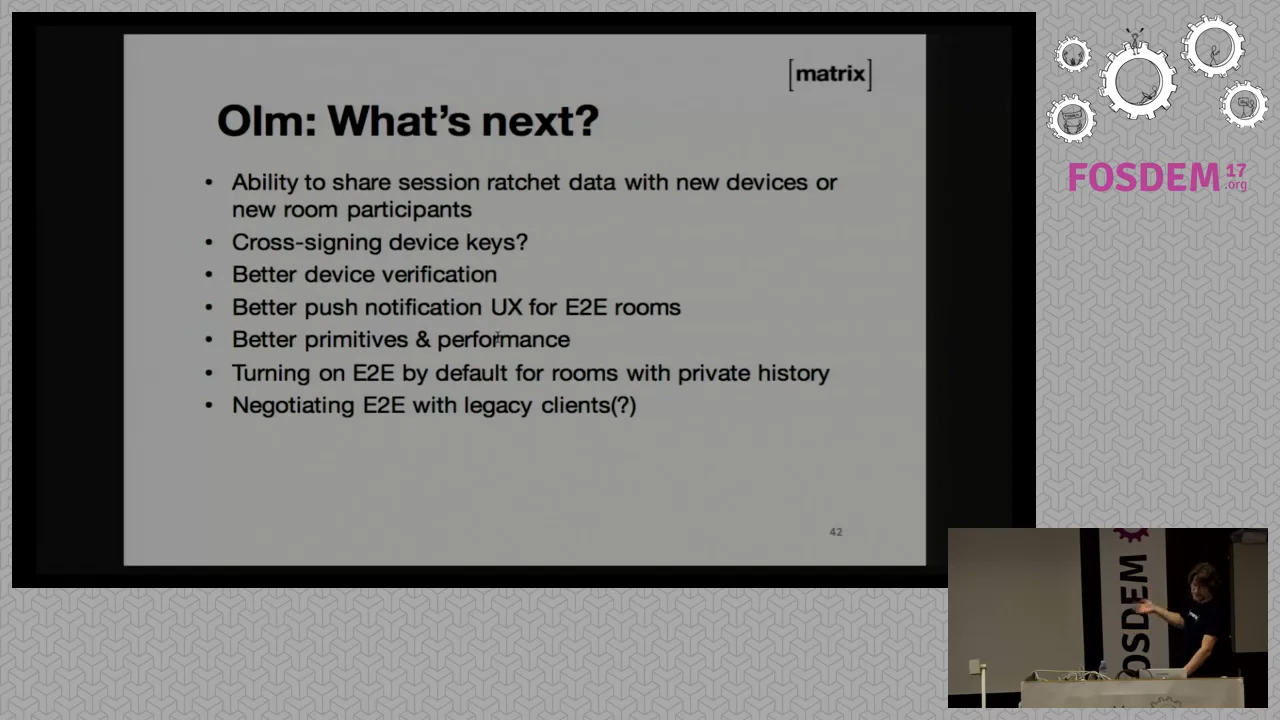 [matrix]
Olm: What's next?
• Ability to share session ratchet data with new devices or
new room participants
• Cross-signing device keys?
• Better device verification
• Better push notification UX for E2E rooms
• Better primitives & performance
• Turning on E2E by default for rooms with private history
• Negotiating E2E with legacy clients(?)
42
FOSDEM 17
.org
OSDEM